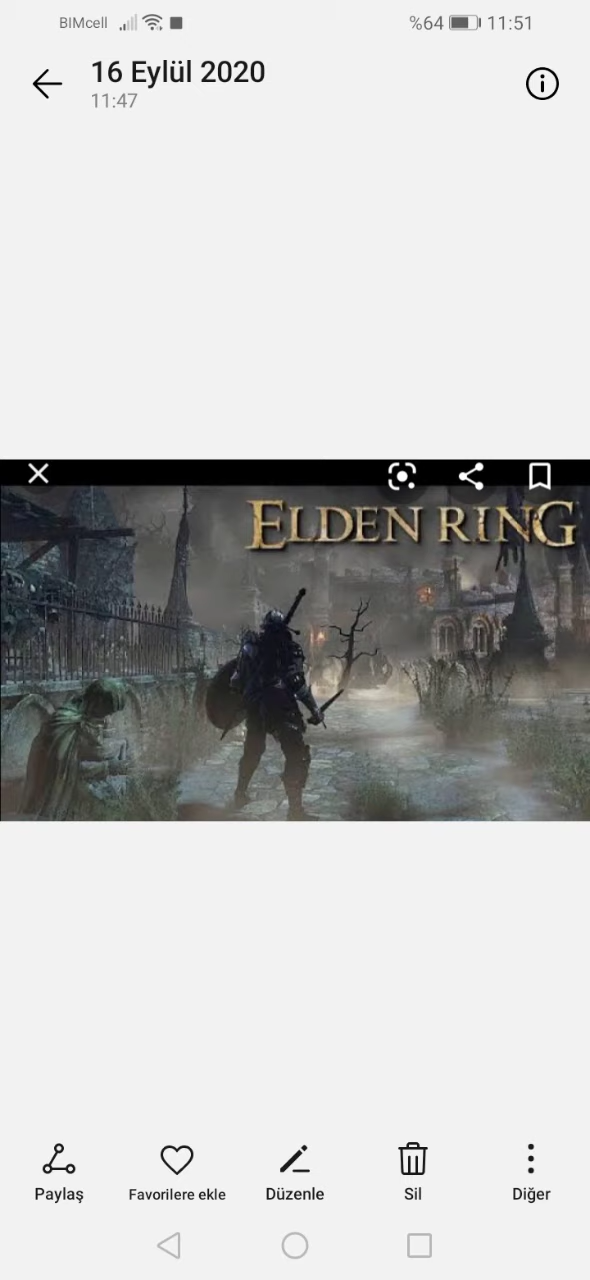 BIMcell %64 11:51
16 Eylül 2020
11:47
ELDEN RING
Paylaş Favorilere ekle Düzenle Sil Diğer